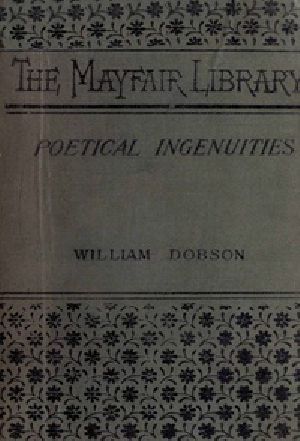 THE MAYFAIR LIBRARY
POETICAL INGENUITIES
WILLIAM DOBSON